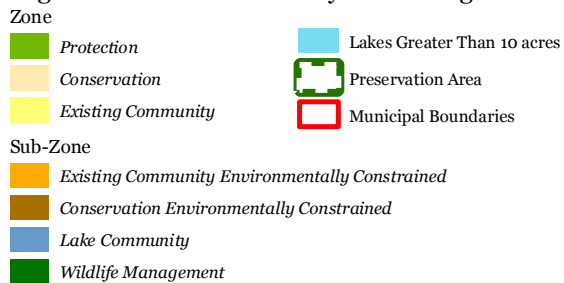 Zone
Protection
Conservation
Existing Community
Lakes Greater Than 10 acres
Preservation Area
Municipal Boundaries
Sub-Zone
Existing Community Environmentally Constrained
Conservation Environmentally Constrained
Lake Community
Wildlife Management